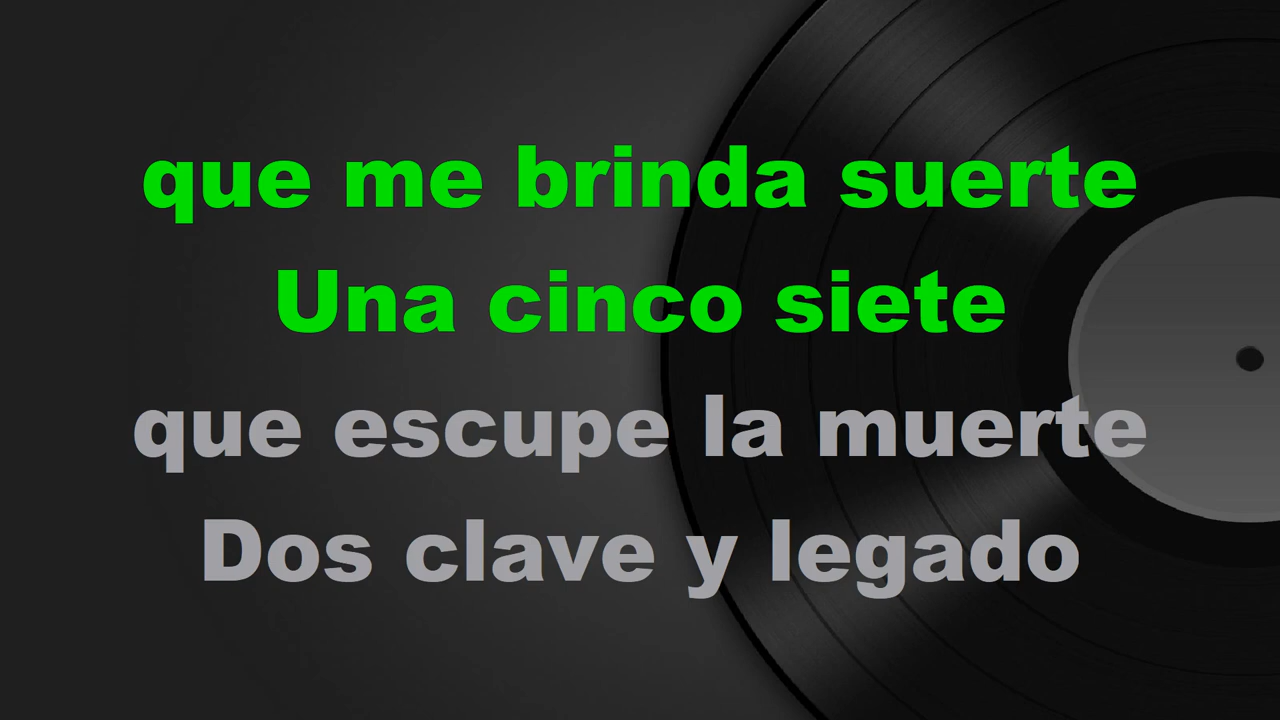 que me brinda suerte
Una cinco siete
que escupe la muerte
Dos clave y legado